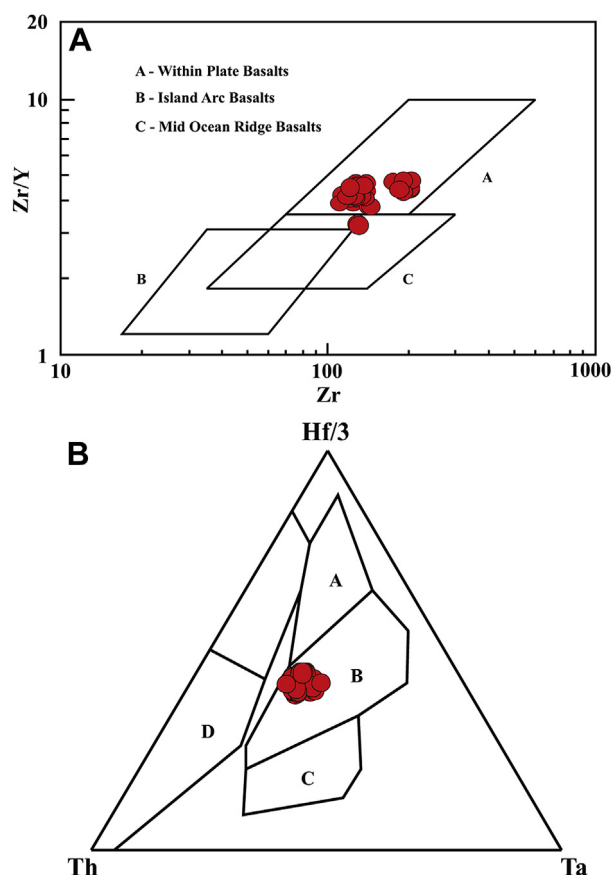 20
A
A - Within Plate Basalts
B - Island Arc Basalts
C - Mid Ocean Ridge Basalts
10
Zr/Y
A
B
C
1
10
100
1000
Zr
B
Hf/3
A
B
D
C
Th
Ta